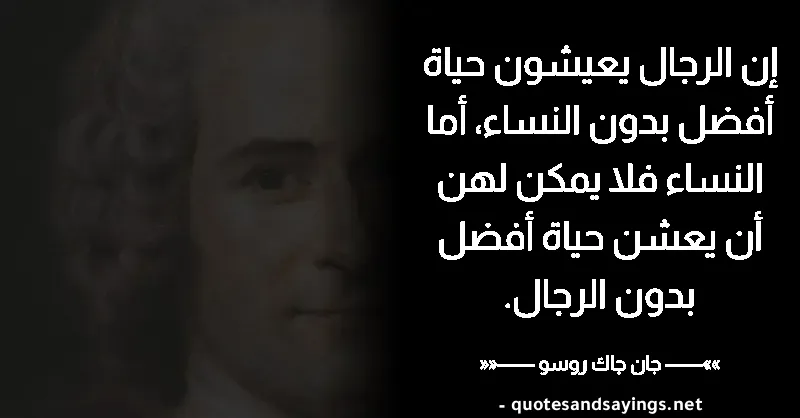 إن الرجال يعيشون حياة
أفضل بدون النساء، أما
النساء فلا يمكن لهن
أن يعشن حياة أفضل
بدون الرجال.
»»—— جان جاك روسو ——««
- quotesandsayings.net